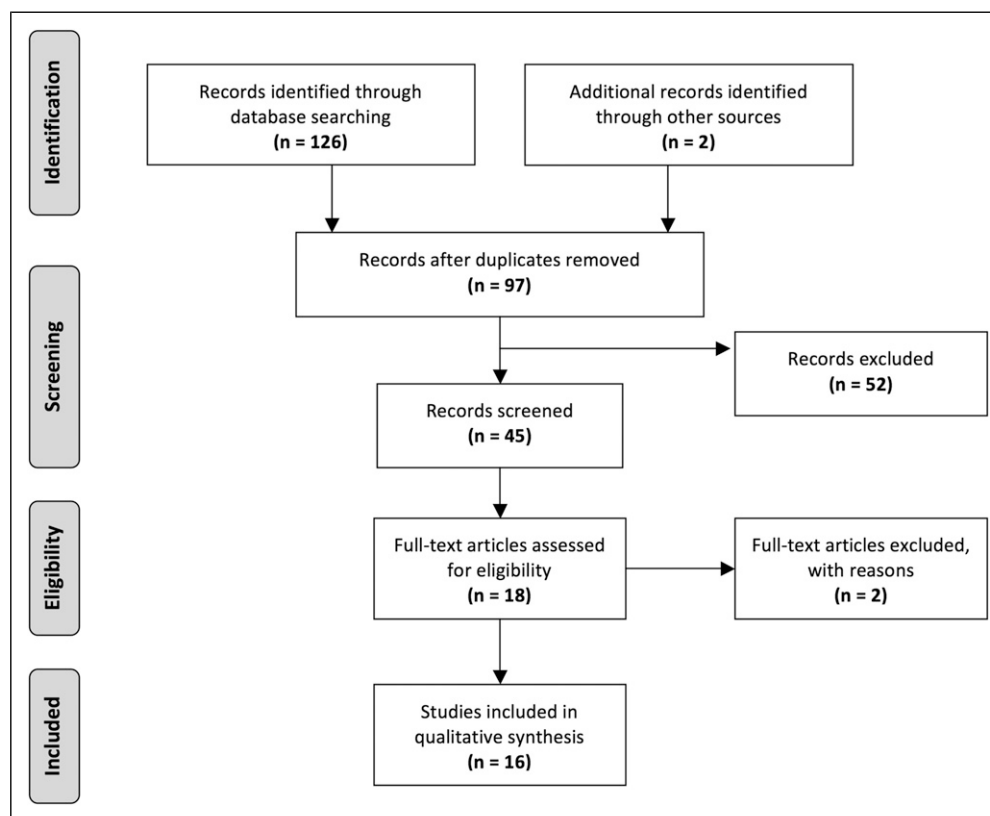 Identification
Records identified through
database searching
(n = 126)
Additional records identified
through other sources
(n = 2)
Screening
Records after duplicates removed
(n = 97)
Records excluded
(n = 52)
Records screened
(n = 45)
Eligibility
Full-text articles assessed
for eligibility
(n = 18)
Full-text articles excluded,
with reasons
(n = 2)
Included
Studies included in
qualitative synthesis
(n = 16)